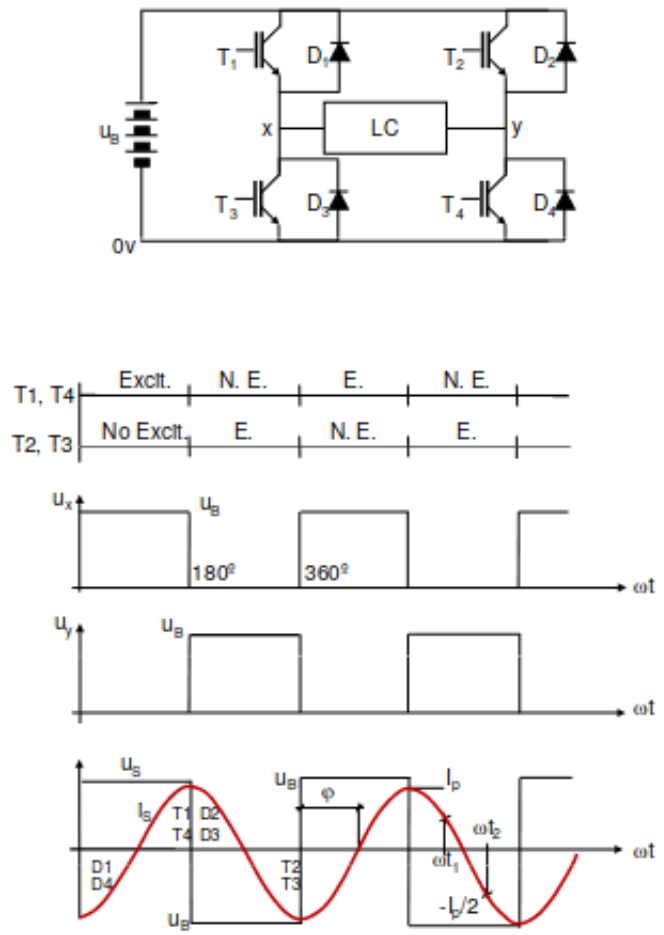 T1 D1 T2 D2
uB x LC y
T3 D3 T4 D4
0v
T1, T4 Excit. N. E. E. N. E.
T2, T3 No Excit. E. N. E. E.
ux uB
180º 360º ωt
uy uB
ωt
uS uB φ Ip
IS T1 D2 ωt2
T4 D3
D1 T2 ωt1 ωt
D4 T3
uB -Ip/2